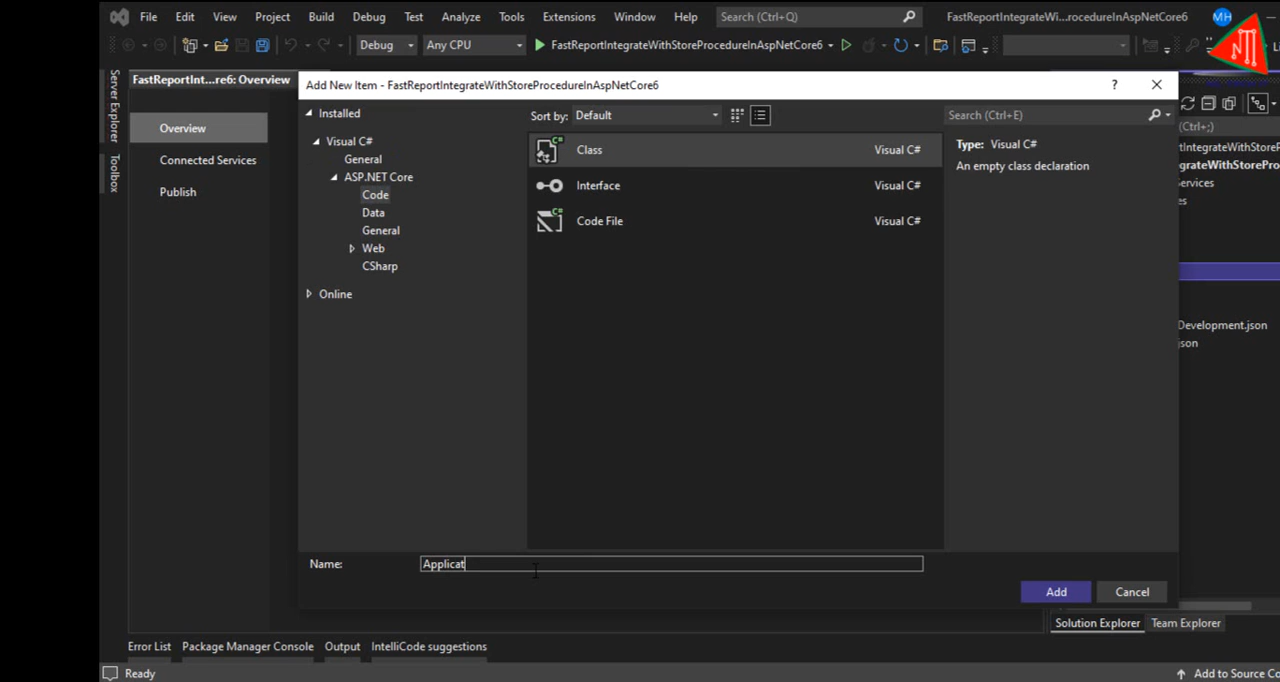 File Edit View Project Build Debug Test Analyze Tools Extensions Window Help Search (Ctrl+Q) FastReportIntegrateWi...rocedureInAspNetCore6 MH
Debug Any CPU FastReportIntegrateWithStoreProcedureInAspNetCore6
Server Explorer
Toolbox
FastReportInt...re6: Overview
Overview
Connected Services
Publish
Add New Item - FastReportIntegrateWithStoreProcedureInAspNetCore6 ?
Installed
Visual C#
General
ASP.NET Core
Code
Data
General
Web
CSharp
Online
Sort by: Default
Search (Ctrl+E)
Class Visual C#
Interface Visual C#
Code File Visual C#
Type: Visual C#
An empty class declaration
Name: Applicat
Add Cancel
(Ctrl+;)
Development.json
Solution Explorer Team Explorer
Error List Package Manager Console Output IntelliCode suggestions
Ready
Add to Source